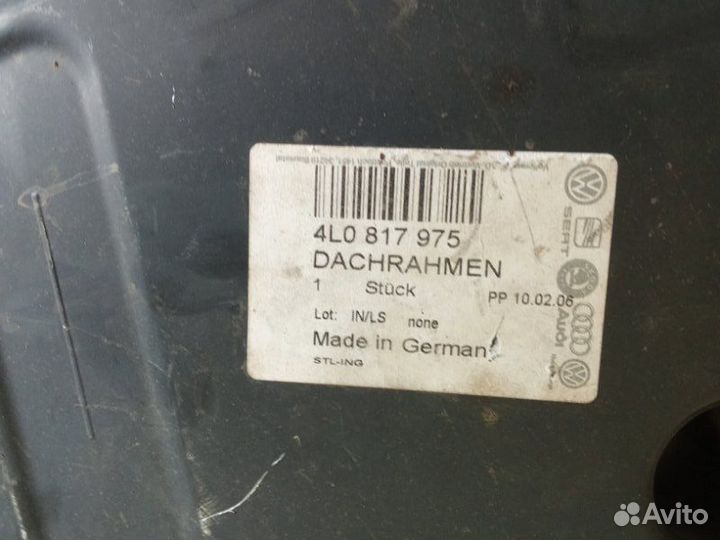 4L0 817 975
DACHRAHMEN
1 Stück PP 10.02.06
Lot: IN/LS none
Made in German
STL-ING
SEAT
AUDI
Avito